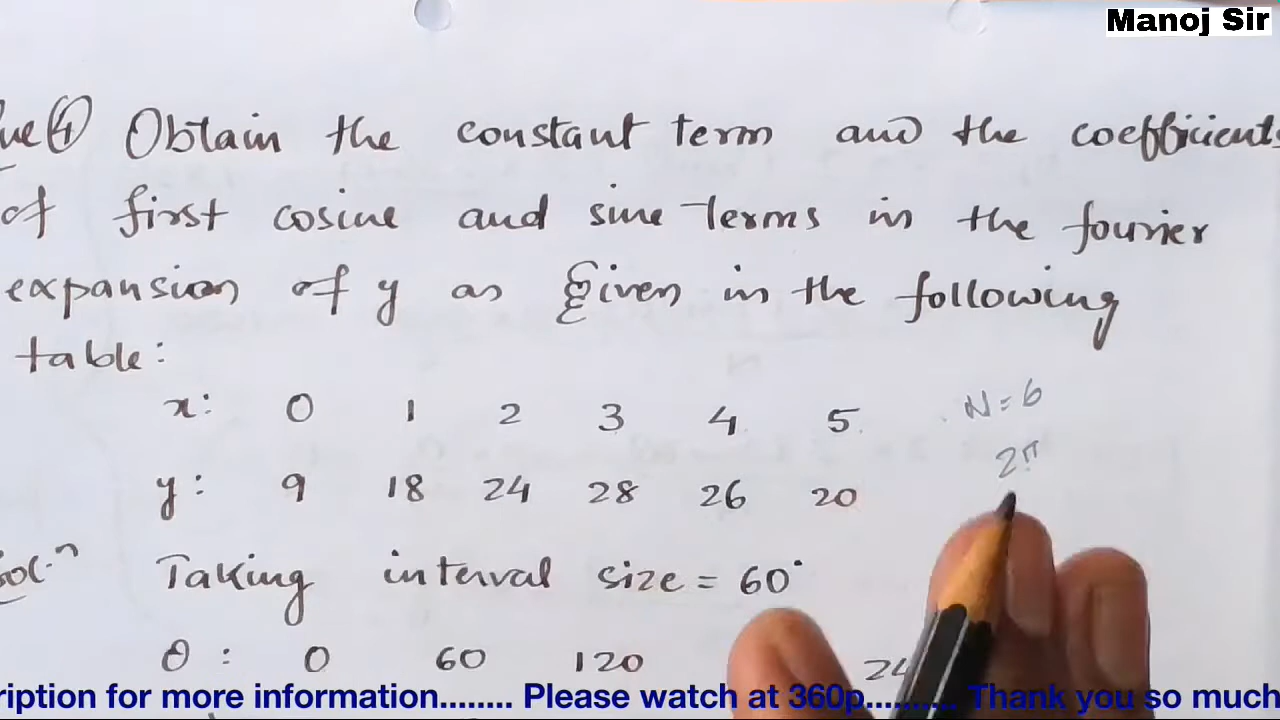 Manoj Sir
Obtain the constant term and the coefficients
of first cosine and sine terms in the fourier
expansion of y as given in the following
table:
x: 0 1 2 3 4 5 N=6
y: 9 18 24 28 26 20 2π
Taking interval size = 60°
θ : 0 60 120
for more information........ Please watch at 360p.......... Thank you so much